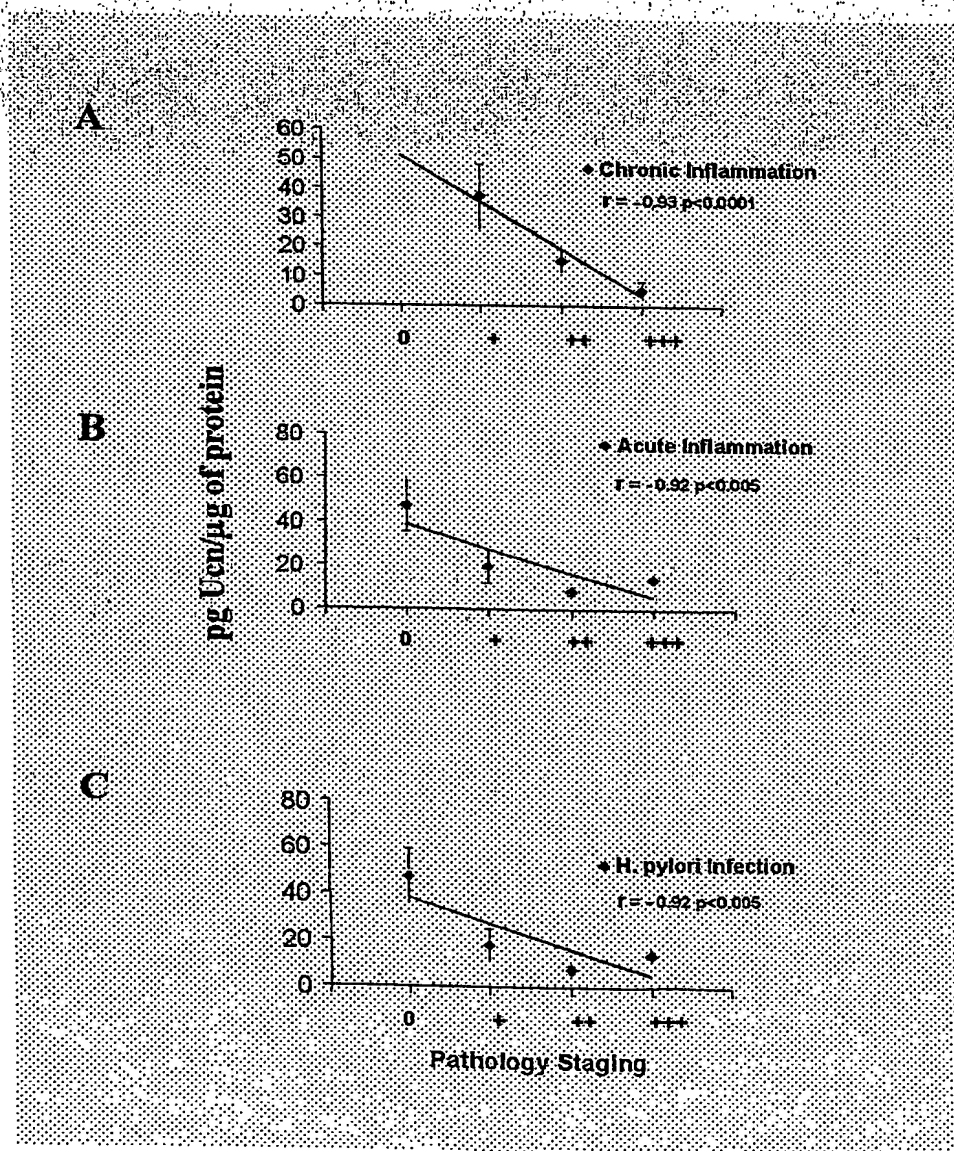 A
60
50
40
30
20
10
0
◆ Chronic Inflammation
r = -0.93 p<0.0001
0 + ++ +++
pg Ucn/µg of protein
B
80
60
40
20
0
◆ Acute Inflammation
r = -0.92 p<0.005
0 + ++ +++
C
80
60
40
20
0
◆ H. pylori Infection
r = -0.92 p<0.005
0 + ++ +++
Pathology Staging